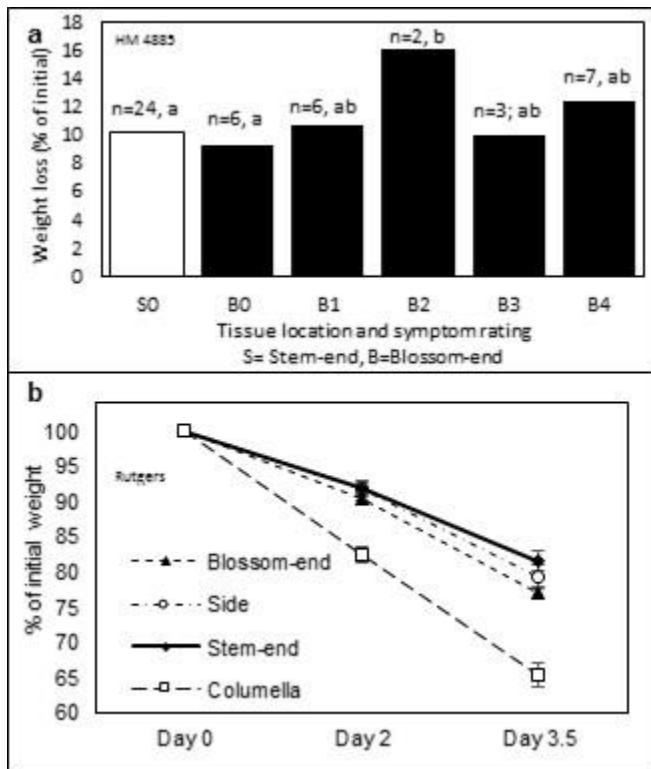 a
HM 4885
Weight loss (% of initial)
18
16
14
12
10
8
6
4
2
0
n=24, a
n=6, a
n=6, ab
n=2, b
n=3; ab
n=7, ab
S0 B0 B1 B2 B3 B4
Tissue location and symptom rating
S= Stem-end, B=Blossom-end
b
Rutgers
% of initial weight
100
95
90
85
80
75
70
65
60
Blossom-end
Side
Stem-end
Columella
Day 0 Day 2 Day 3.5